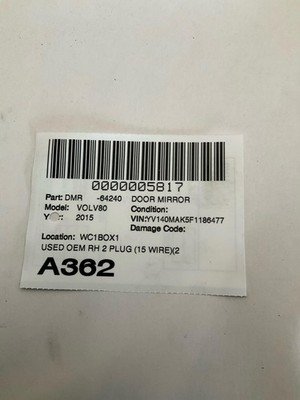 0000005817
Part: DMR -64240 DOOR MIRROR
Model: VOLV80 Condition:
2015 VIN:YV140MAK5F1186477
Damage Code:
Location: WC1BOX1
USED OEM RH 2 PLUG (15 WIRE)(2
A362